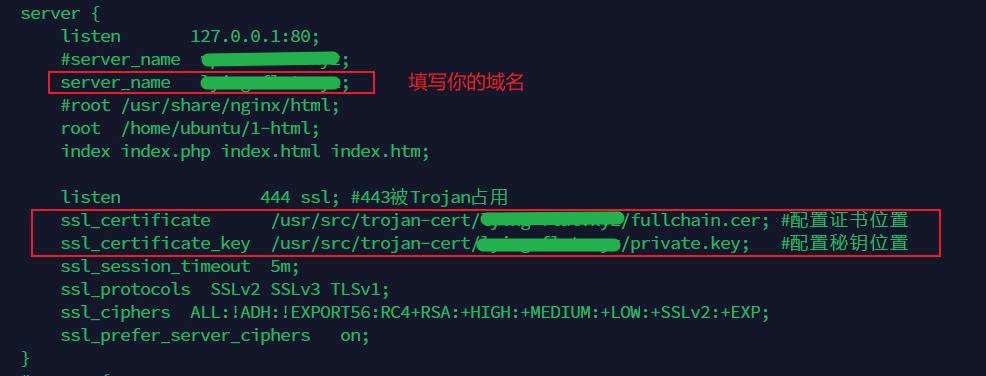 server {
listen 127.0.0.1:80;
#server_name ;
server_name ; 填写你的域名
#root /usr/share/nginx/html;
root /home/ubuntu/1-html;
index index.php index.html index.htm;
listen 444 ssl; #443被Trojan占用
ssl_certificate /usr/src/trojan-cert/ /fullchain.cer; #配置证书位置
ssl_certificate_key /usr/src/trojan-cert/ /private.key; #配置秘钥位置
ssl_session_timeout 5m;
ssl_protocols SSLv2 SSLv3 TLSv1;
ssl_ciphers ALL:!ADH:!EXPORT56:RC4+RSA:+HIGH:+MEDIUM:+LOW:+SSLv2:+EXP;
ssl_prefer_server_ciphers on;
}